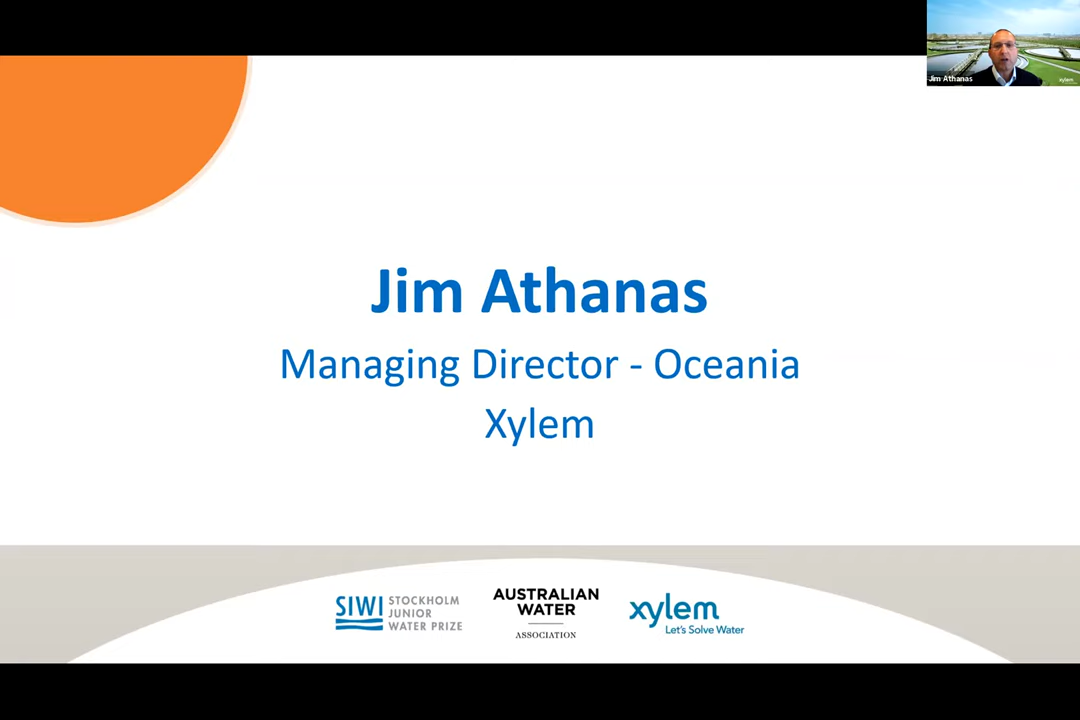 Jim Athanas
xylem
Jim Athanas
Managing Director - Oceania
Xylem
SIWI STOCKHOLM
JUNIOR
WATER PRIZE
AUSTRALIAN
WATER
ASSOCIATION
xylem
Let's Solve Water